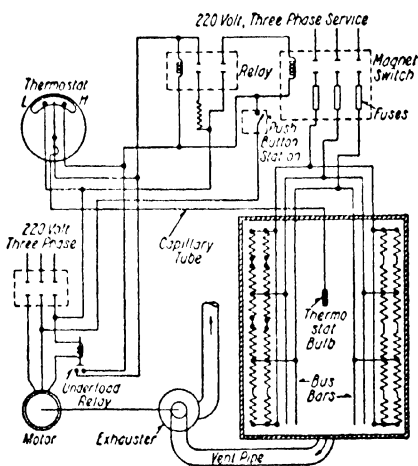 220 Volt, Three Phase Service
Thermostat
L
H
Relay
Magnet
Switch
Fuses
Push
Button
Station
220 Volt
Three Phase
Capillary
Tube
Thermo
stat
Bulb
Underload
Relay
Bus
Bars
Motor
Exhauster
Vent Pipe